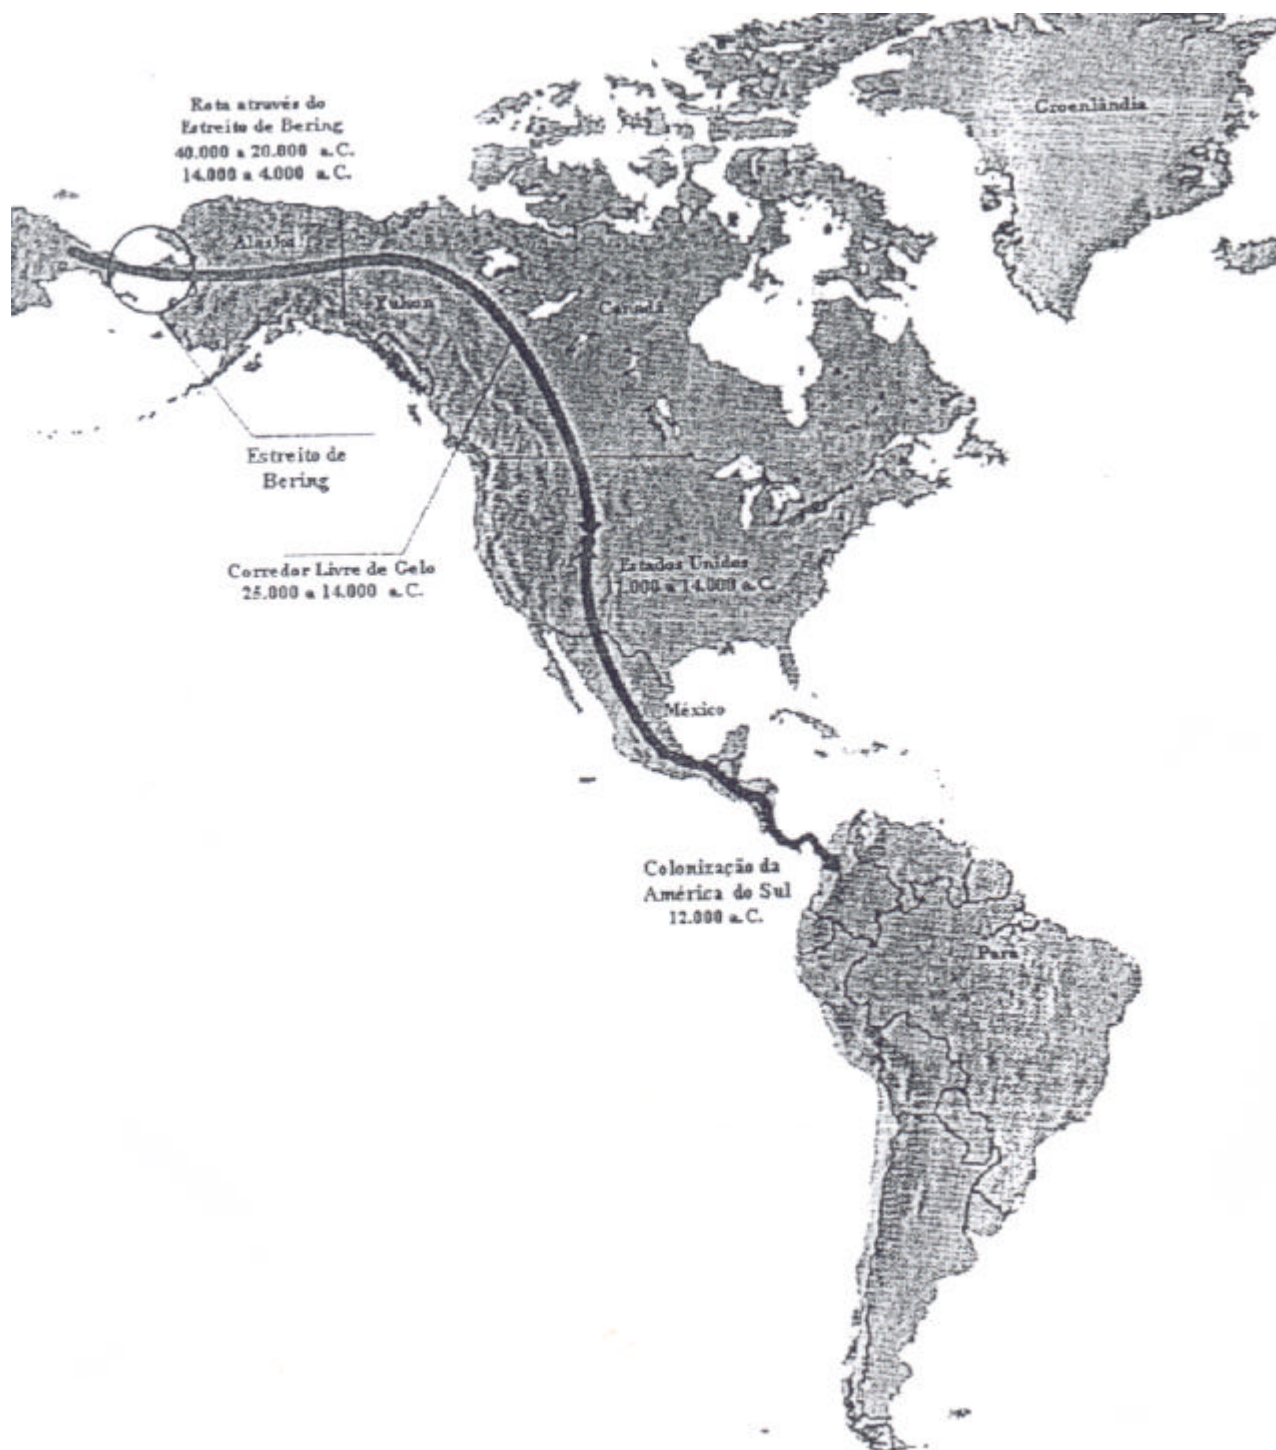 Rota através do
Estreito de Bering
40.000 a 20.000 a.C.
14.000 a 4.000 a.C.
Groenlândia
Alaska
Yukon
Canadá
Estreito de
Bering
Corredor Livre de Gelo
25.000 a 14.000 a.C.
Estados Unidos
a 14.000 a.C.
México
Colonização da
América do Sul
12.000 a.C.
Pará